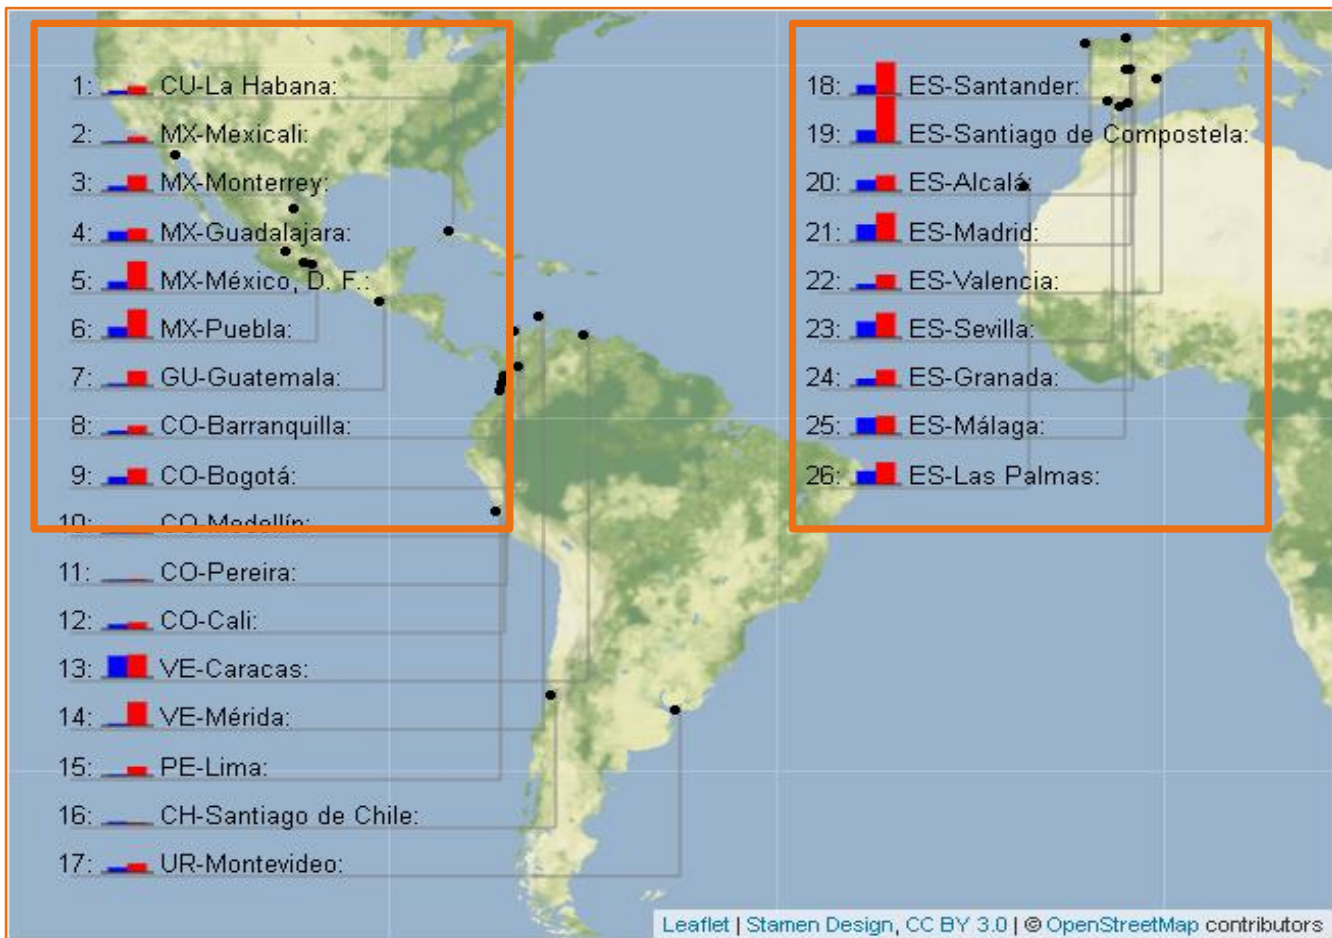 1: CU-La Habana:
2: MX-Mexicali:
3: MX-Monterrey:
4: MX-Guadalajara:
5: MX-México, D. F.:
6: MX-Puebla:
7: GU-Guatemala:
8: CO-Barranquilla:
9: CO-Bogotá:
10: CO-Medellín:
11: CO-Pereira:
12: CO-Cali:
13: VE-Caracas:
14: VE-Mérida:
15: PE-Lima:
16: CH-Santiago de Chile:
17: UR-Montevideo:
18: ES-Santander:
19: ES-Santiago de Compostela:
20: ES-Alcalá:
21: ES-Madrid:
22: ES-Valencia:
23: ES-Sevilla:
24: ES-Granada:
25: ES-Málaga:
26: ES-Las Palmas:
Leaflet | Stamen Design, CC BY 3.0 | © OpenStreetMap contributors